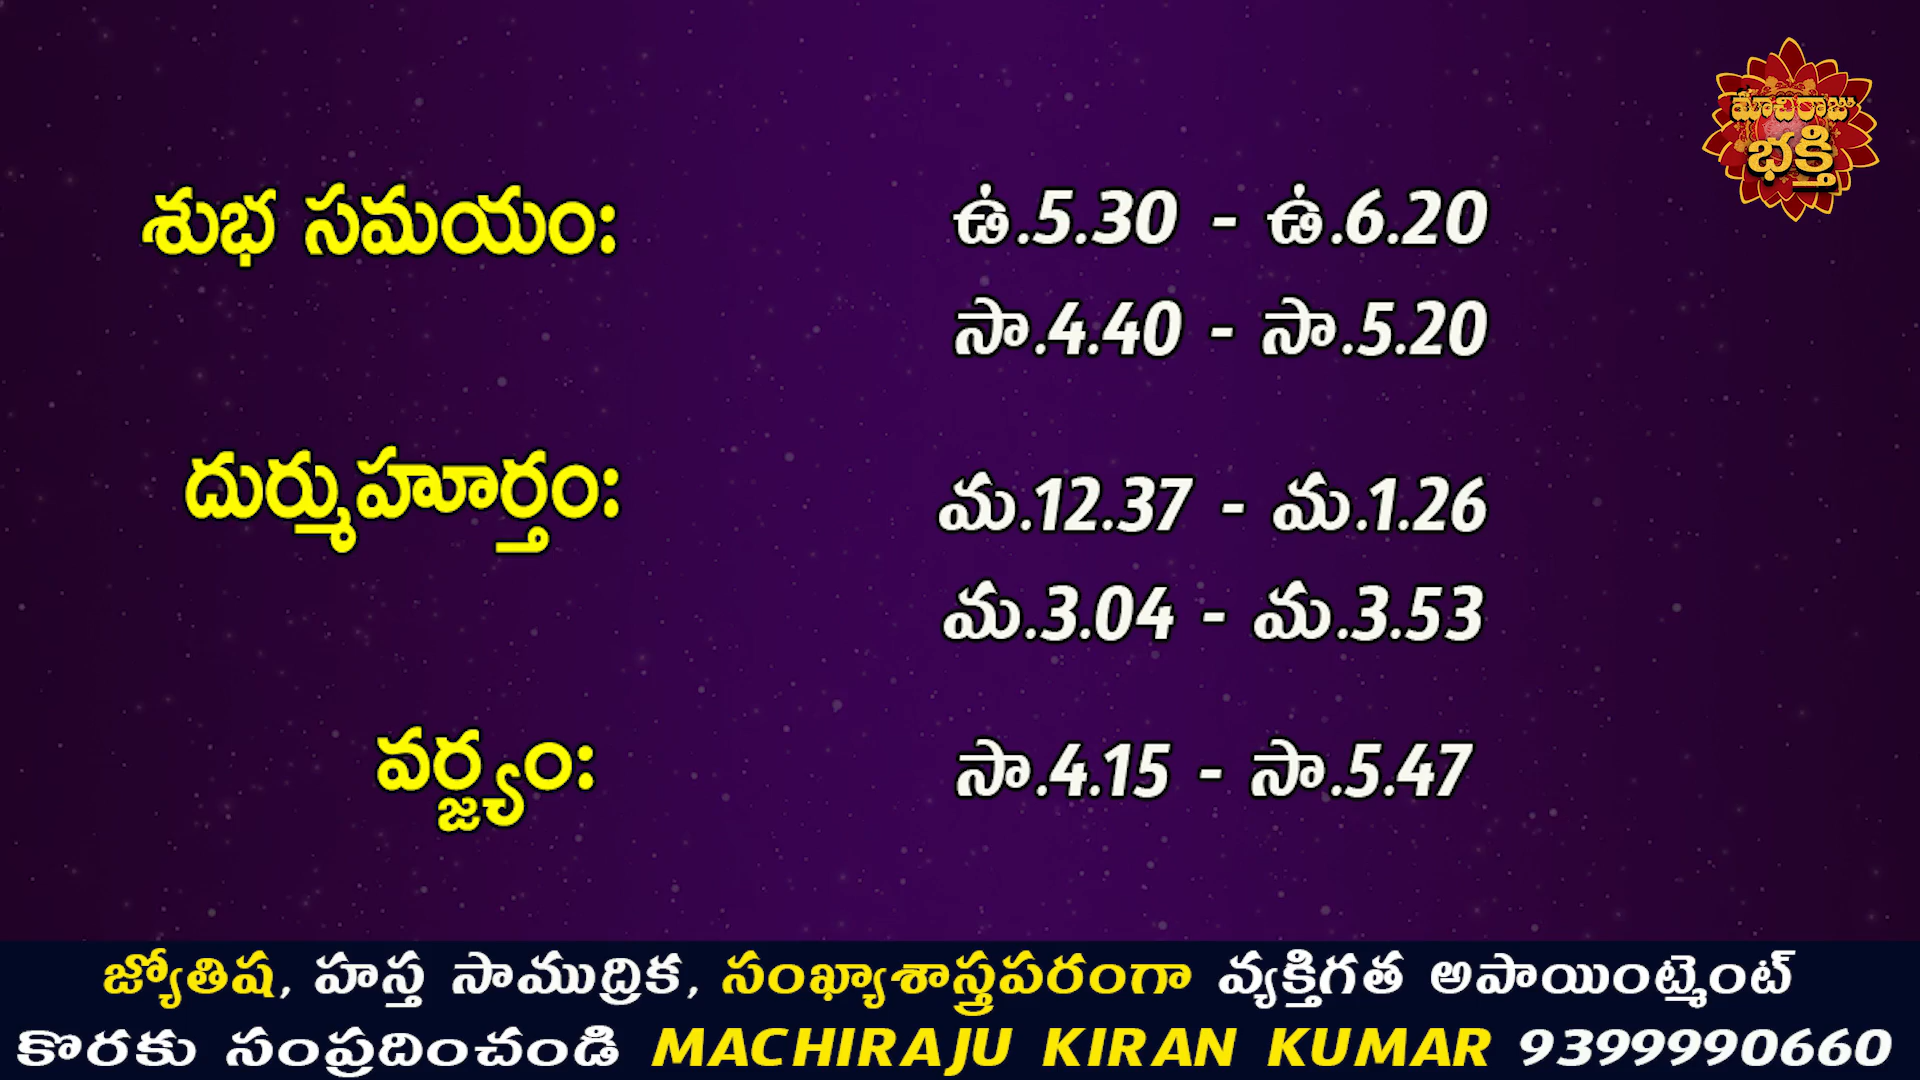 మాచిరాజు
భక్తి
శుభ సమయం: ఉ.5.30 - ఉ.6.20
సా.4.40 - సా.5.20
దుర్ముహూర్తం: మ.12.37 - మ.1.26
మ.3.04 - మ.3.53
వర్జ్యం: సా.4.15 - సా.5.47
జ్యోతిష, హస్త సాముద్రిక, సంఖ్యాశాస్త్రపరంగా వ్యక్తిగత అపాయింట్మెంట్
కొరకు సంప్రదించండి MACHIRAJU KIRAN KUMAR 9399990660